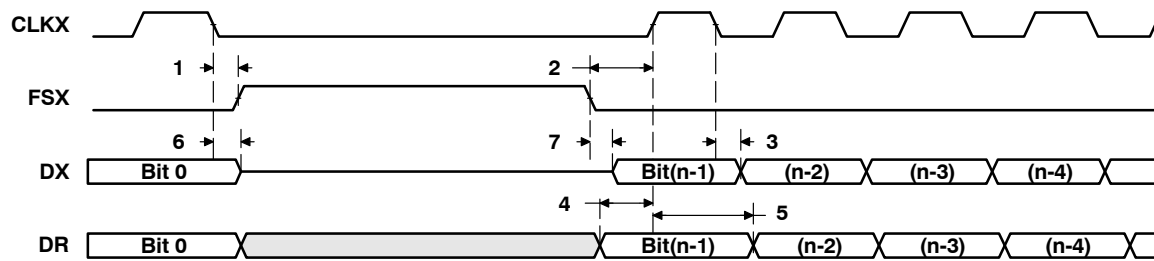 CLKX
1 2
FSX
6 7 3
DX Bit 0 Bit(n-1) (n-2) (n-3) (n-4)
4 5
DR Bit 0 Bit(n-1) (n-2) (n-3) (n-4)